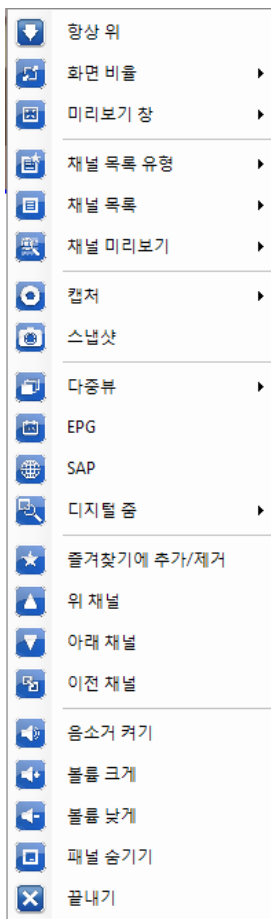 항상 위
화면 비율
미리보기 창
채널 목록 유형
채널 목록
채널 미리보기
캡처
스냅샷
다중뷰
EPG
SAP
디지털 줌
즐겨찾기에 추가/제거
위 채널
아래 채널
이전 채널
음소거 켜기
볼륨 크게
볼륨 낮게
패널 숨기기
끝내기